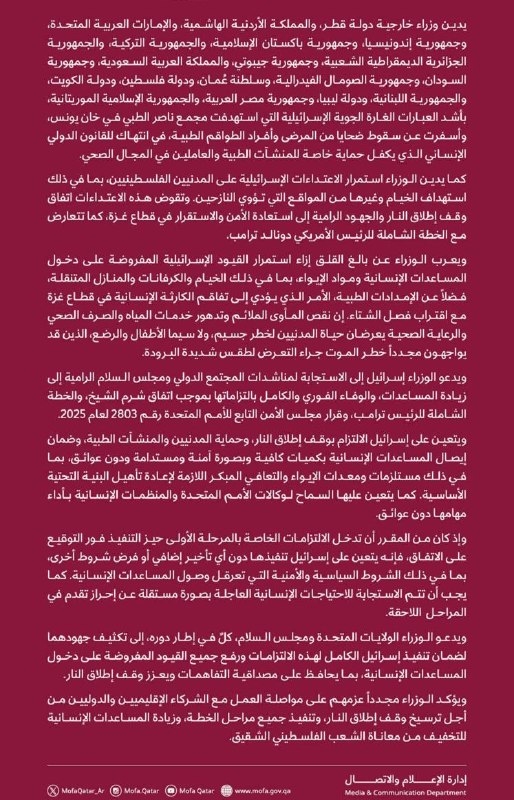 يدين وزراء خارجية دولة قطر، والمملكة الأردنية الهاشمية، والإمارات العربية المتحدة،
وجمهورية إندونيسيا، وجمهورية باكستان الإسلامية، والجمهورية التركية، والجمهورية
الجزائرية الديمقراطية الشعبية، وجمهورية جيبوتي، والمملكة العربية السعودية، وجمهورية
السودان، وجمهورية الصومال الفيدرالية، وسلطنة عُمان، ودولة فلسطين، ودولة الكويت،
والجمهورية اللبنانية، ودولة ليبيا، وجمهورية مصر العربية، والجمهورية الإسلامية الموريتانية،
بأشد العبارات الغارة الجوية الإسرائيلية التي استهدفت مجمع ناصر الطبي في خان يونس،
وأسفرت عن سقوط ضحايا من المرضى وأفراد الطواقم الطبية، في انتهاك للقانون الدولي
الإنساني الذي يكفل حماية خاصة للمنشآت الطبية والعاملين في المجال الصحي.
كما يدين الوزراء استمرار الاعتداءات الإسرائيلية على المدنيين الفلسطينيين، بما في ذلك
استهداف الخيام وغيرها من المواقع التي تؤوي النازحين. وتقوض هذه الاعتداءات اتفاق
وقف إطلاق النار والجهود الرامية إلى استعادة الأمن والاستقرار في قطاع غزة، كما تتعارض
مع الخطة الشاملة للرئيس الأمريكي دونالد ترامب.
ويعرب الوزراء عن بالغ القلق إزاء استمرار القيود الإسرائيلية المفروضة على دخول
المساعدات الإنسانية ومواد الإيواء، بما في ذلك الخيام والكرفانات والمنازل المتنقلة،
فضلاً عن الإمدادات الطبية، الأمر الذي يؤدي إلى تفاقم الكارثة الإنسانية في قطاع غزة
مع اقتراب فصل الشتاء. إن نقص المأوى الملائم وتدهور خدمات المياه والصرف الصحي
والرعاية الصحية يعرضان حياة المدنيين لخطر جسيم، ولا سيما الأطفال والرضع، الذين قد
يواجهون مجدداً خطر الموت جراء التعرض لطقس شديدة البرودة.
ويدعو الوزراء إسرائيل إلى الاستجابة لمناشدات المجتمع الدولي ومجلس السلام الرامية إلى
زيادة المساعدات، والوفاء الفوري والكامل بالتزاماتها بموجب اتفاق شرم الشيخ، والخطة
الشاملة للرئيس ترامب، وقرار مجلس الأمن التابع للأمم المتحدة رقم 2803 لعام 2025.
ويتعين على إسرائيل الالتزام بوقف إطلاق النار، وحماية المدنيين والمنشآت الطبية، وضمان
إيصال المساعدات الإنسانية بكميات كافية وبصورة آمنة ومستدامة ودون عوائق، بما
في ذلك مستلزمات ومعدات الإيواء والتعافي المبكر اللازمة لإعادة تأهيل البنية التحتية
الأساسية. كما يتعين عليها السماح لوكالات الأمم المتحدة والمنظمات الإنسانية بأداء
مهامها دون عوائق.
وإذ كان من المقرر أن تدخل الالتزامات الخاصة بالمرحلة الأولى حيز التنفيذ فور التوقيع
على الاتفاق، فإنه يتعين على إسرائيل تنفيذها دون أي تأخير إضافي أو فرض شروط أخرى،
بما في ذلك الشروط السياسية والأمنية التي تعرقل وصول المساعدات الإنسانية. كما
يجب أن تتم الاستجابة للاحتياجات الإنسانية العاجلة بصورة مستقلة عن إحراز تقدم في
المراحل اللاحقة.
ويدعو الوزراء الولايات المتحدة ومجلس السلام، كلٌ في إطار دوره، إلى تكثيف جهودهما
لضمان تنفيذ إسرائيل الكامل لهذه الالتزامات ورفع جميع القيود المفروضة على دخول
المساعدات الإنسانية، بما يحافظ على مصداقية التفاهمات ويعزز وقف إطلاق النار.
ويؤكد الوزراء مجدداً عزمهم على مواصلة العمل مع الشركاء الإقليميين والدوليين من
أجل ترسيخ وقف إطلاق النار، وتنفيذ جميع مراحل الخطة، وزيادة المساعدات الإنسانية
للتخفيف من معاناة الشعب الفلسطيني الشقيق.
إدارة الإعـلام والاتصـال
Media & Communication Department
MofaQatar_Ar Mofa.Qatar Mofa Qatar www.mofa.gov.qa